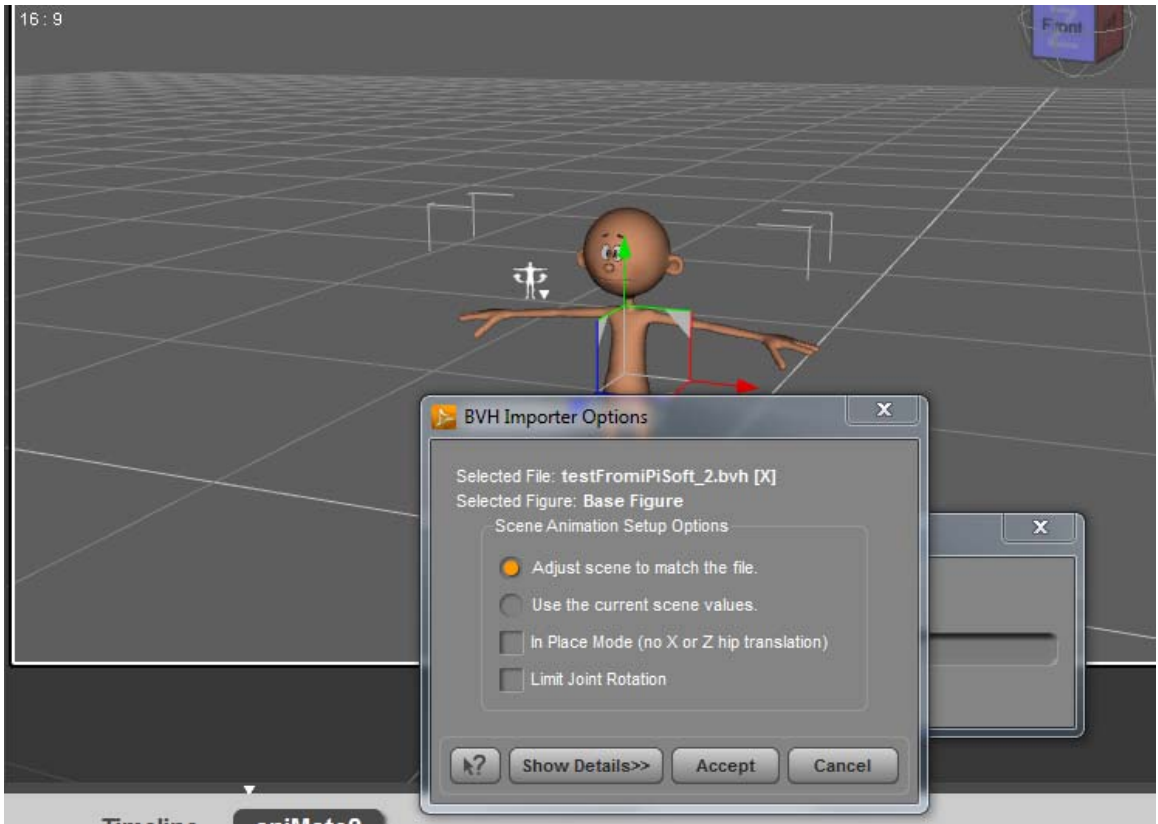 16 : 9
Front
BVH Importer Options
X
Selected File: testFromiPiSoft_2.bvh [X]
Selected Figure: Base Figure
Scene Animation Setup Options
X
Adjust scene to match the file.
Use the current scene values.
In Place Mode (no X or Z hip translation)
Limit Joint Rotation
? Show Details>> Accept Cancel
Timeline aniMate2